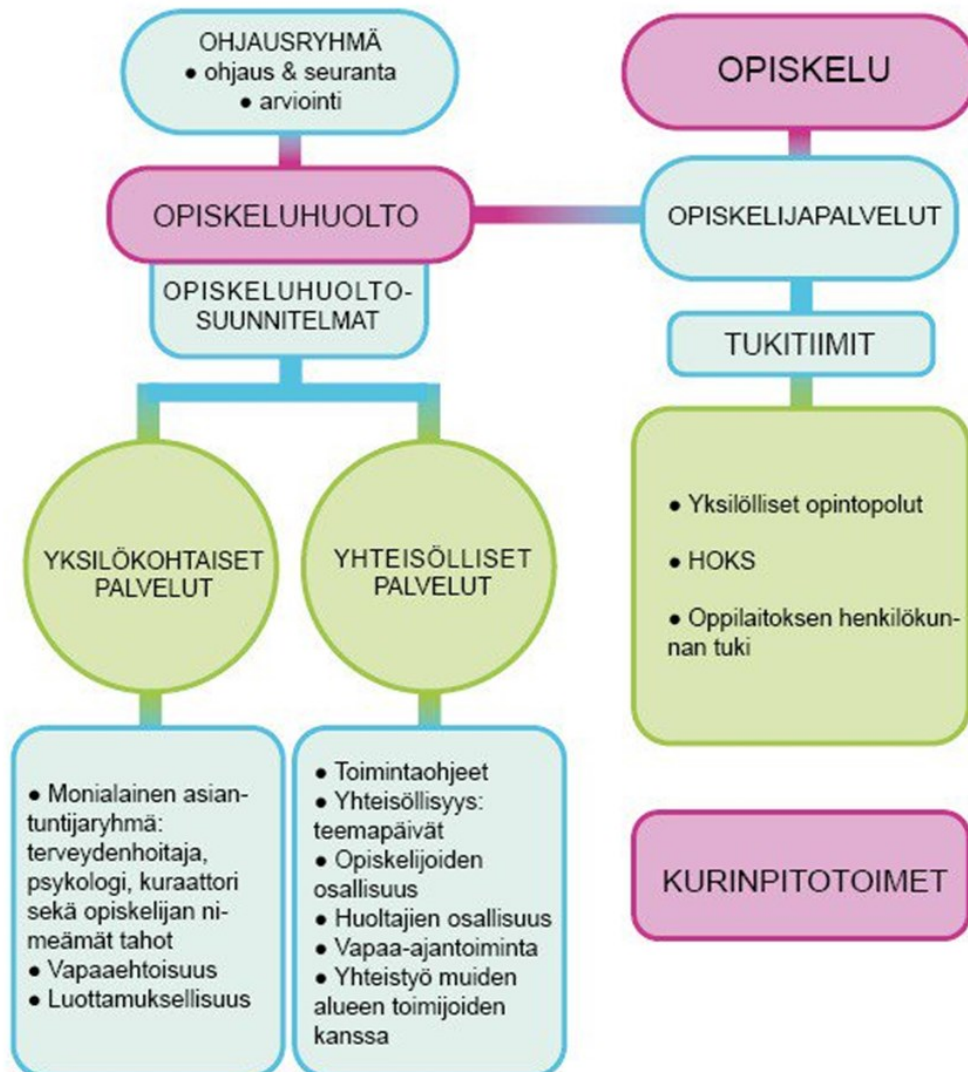 OHJAUSRYHMÄ
● ohjaus & seuranta
● arviointi
OPISKELU
OPISKELUHUOLTO
OPISKELIJAPALVELUT
OPISKELUHUOLTO-
SUUNNITELMAT
TUKITIIMIT
YKSILÖKOHTAISET
PALVELUT
YHTEISÖLLISET
PALVELUT
● Yksilölliset opintopolut
● HOKS
● Oppilaitoksen henkilökun-
nan tuki
● Monialainen asian-
tuntijaryhmä:
terveydenhoitaja,
psykologi, kuraattori
sekä opiskelijan ni-
meämät tahot
● Vapaaehtoisuus
● Luottamuksellisuus
● Toimintaohjeet
● Yhteisöllisyys:
teemapäivät
● Opiskelijoiden
osallisuus
● Huoltajien osallisuus
● Vapaa-ajantoiminta
● Yhteistyö muiden
alueen toimijoiden
kanssa
KURINPITOTOIMET